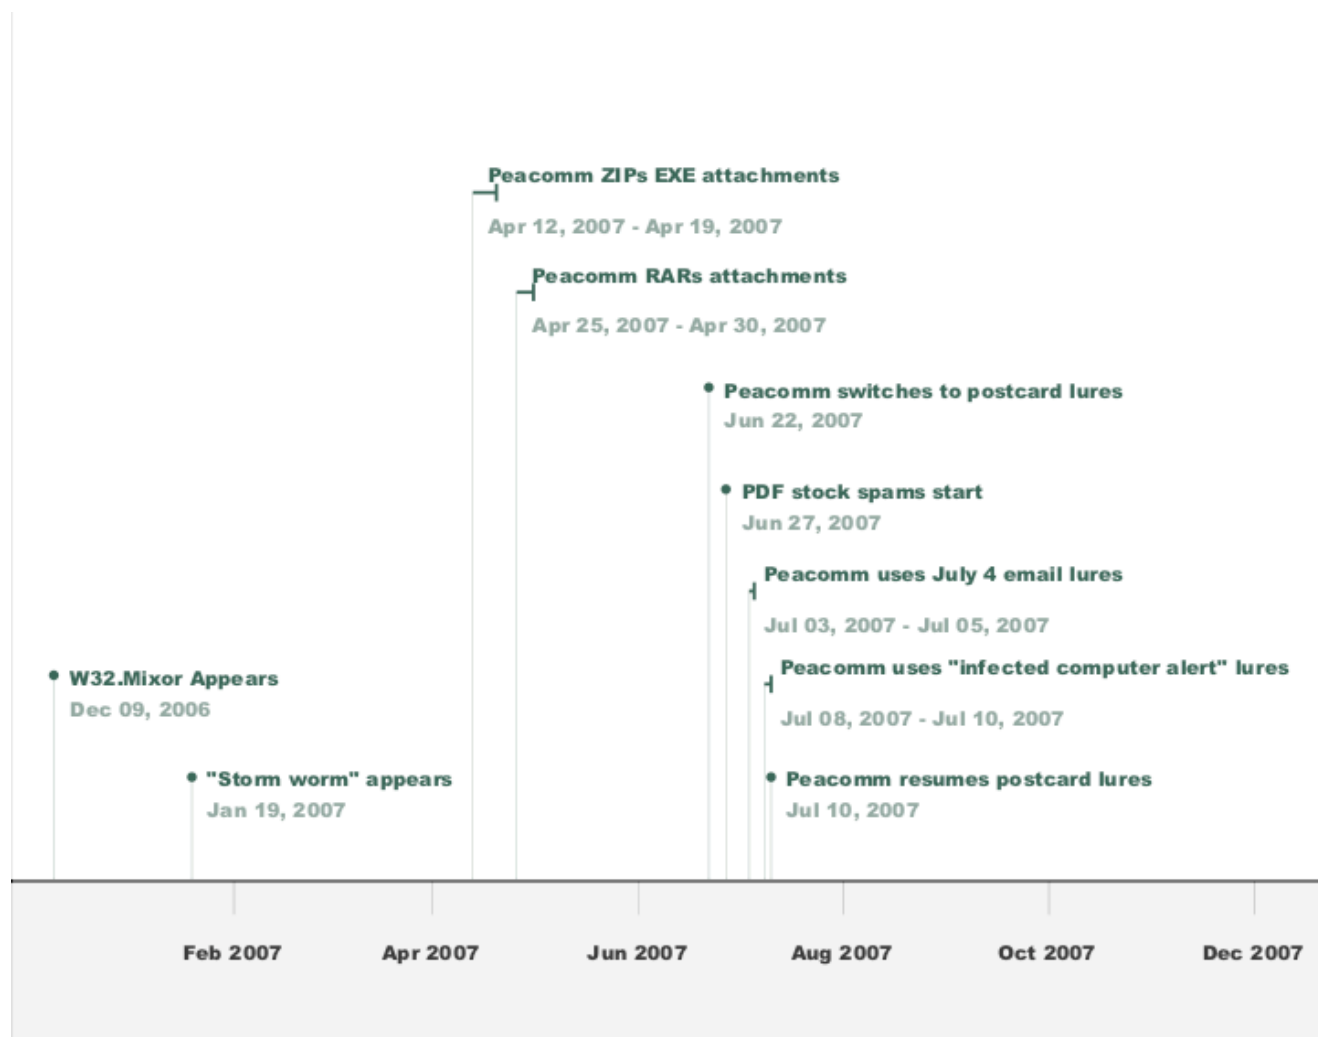 Peacomm ZIPs EXE attachments
Apr 12, 2007 - Apr 19, 2007
Peacomm RARs attachments
Apr 25, 2007 - Apr 30, 2007
Peacomm switches to postcard lures
Jun 22, 2007
PDF stock spams start
Jun 27, 2007
Peacomm uses July 4 email lures
Jul 03, 2007 - Jul 05, 2007
Peacomm uses "infected computer alert" lures
Jul 08, 2007 - Jul 10, 2007
W32.Mixor Appears
Dec 09, 2006
"Storm worm" appears
Jan 19, 2007
Peacomm resumes postcard lures
Jul 10, 2007
Feb 2007
Apr 2007
Jun 2007
Aug 2007
Oct 2007
Dec 2007